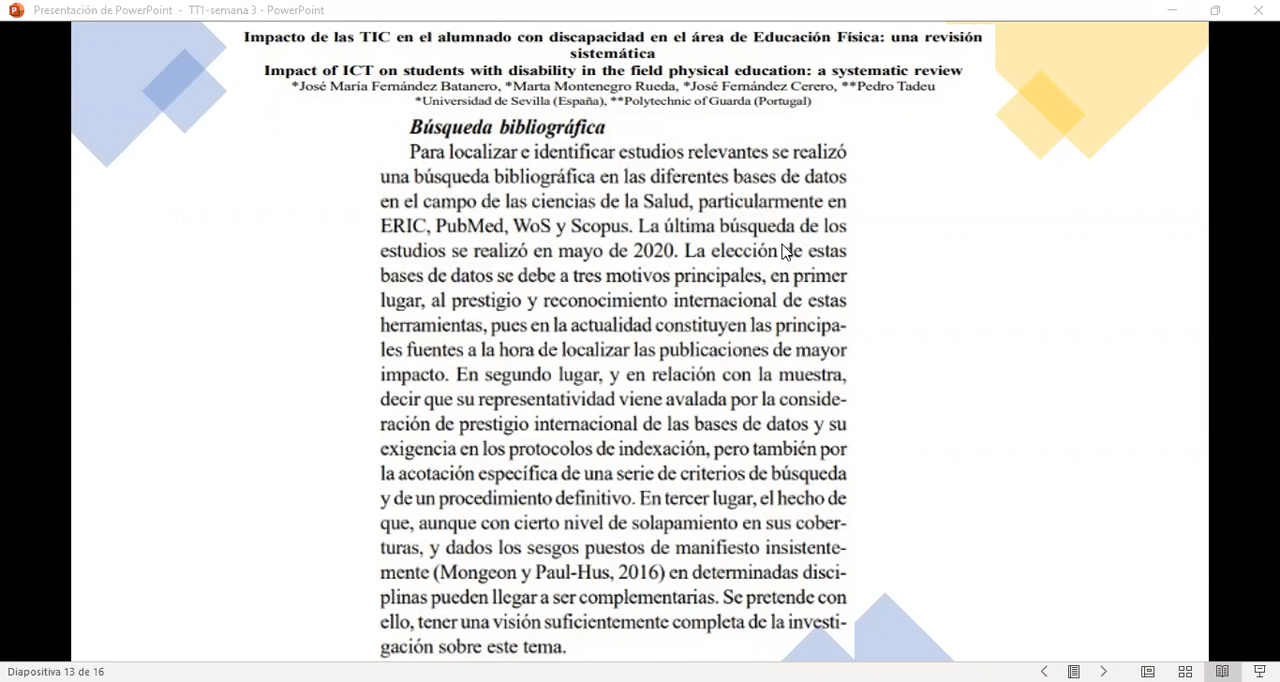 Presentación de PowerPoint - TT1-semana 3 - PowerPoint
Impacto de las TIC en el alumnado con discapacidad en el área de Educación Física: una revisión
sistemática
Impact of ICT on students with disability in the field physical education: a systematic review
*José María Fernández Batanero, *Marta Montenegro Rueda, *José Fernández Cerero, **Pedro Tadeu
*Universidad de Sevilla (España), **Polytechnic of Guarda (Portugal)
Búsqueda bibliográfica
Para localizar e identificar estudios relevantes se realizó
una búsqueda bibliográfica en las diferentes bases de datos
en el campo de las ciencias de la Salud, particularmente en
ERIC, PubMed, WoS y Scopus. La última búsqueda de los
estudios se realizó en mayo de 2020. La elección de estas
bases de datos se debe a tres motivos principales, en primer
lugar, al prestigio y reconocimiento internacional de estas
herramientas, pues en la actualidad constituyen las principa-
les fuentes a la hora de localizar las publicaciones de mayor
impacto. En segundo lugar, y en relación con la muestra,
decir que su representatividad viene avalada por la conside-
ración de prestigio internacional de las bases de datos y su
exigencia en los protocolos de indexación, pero también por
la acotación específica de una serie de criterios de búsqueda
y de un procedimiento definitivo. En tercer lugar, el hecho de
que, aunque con cierto nivel de solapamiento en sus cober-
turas, y dados los sesgos puestos de manifiesto insistente-
mente (Mongeon y Paul-Hus, 2016) en determinadas disci-
plinas pueden llegar a ser complementarias. Se pretende con
ello, tener una visión suficientemente completa de la investi-
gación sobre este tema.
Diapositiva 13 de 16